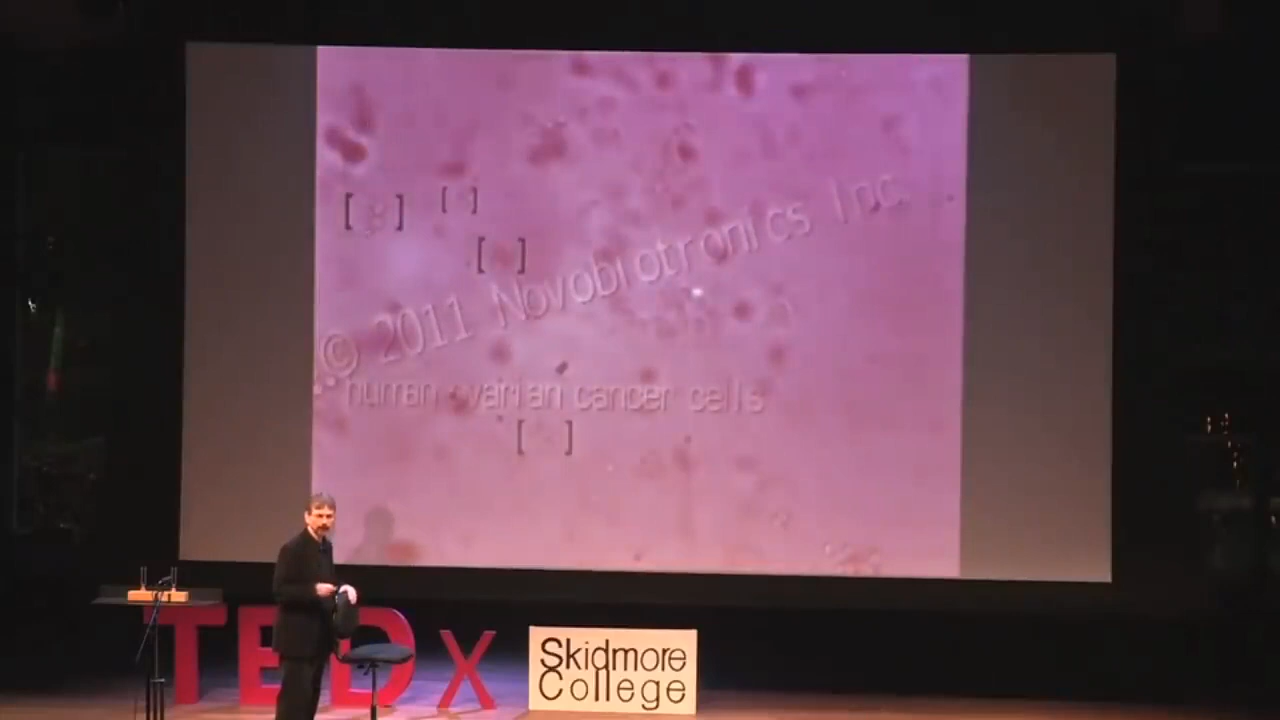 [ ] [ ]
[ ]
© 2011 Novobiotronics Inc.
human ovarian cancer cells
[ ]
TEDx
Skidmore
College